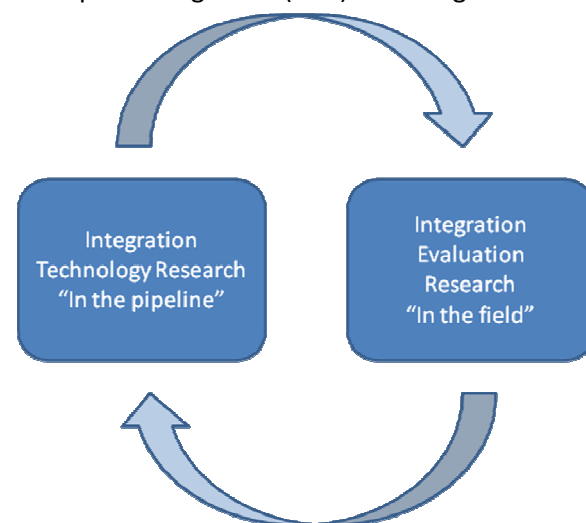 Integration
Technology Research
“In the pipeline”
Integration
Evaluation
Research
“In the field”